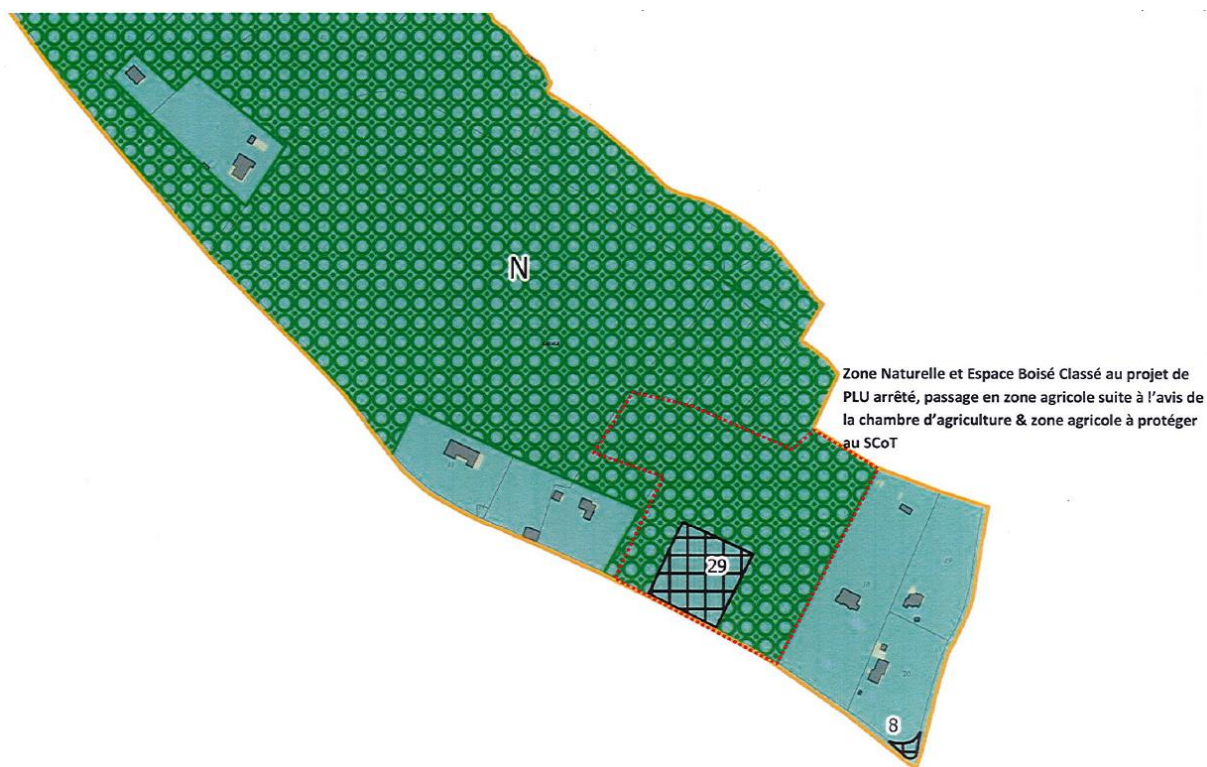 N
Zone Naturelle et Espace Boisé Classé au projet de
PLU arrêté, passage en zone agricole suite à l'avis de
la chambre d'agriculture & zone agricole à protéger
au SCoT
29
8